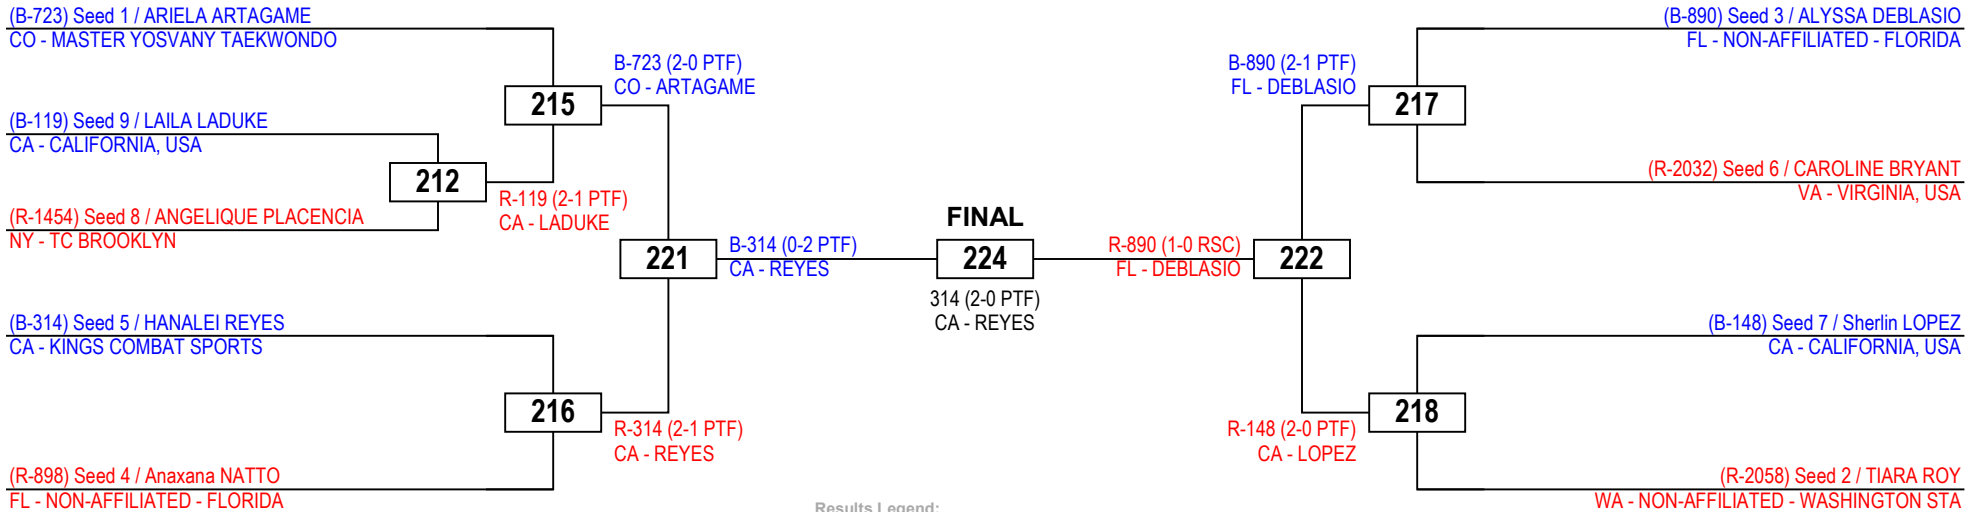 (B-723) Seed 1 / ARIELA ARTAGAME
CO - MASTER YOSVANY TAEKWONDO
B-723 (2-0 PTF)
CO - ARTAGAME
215
(B-119) Seed 9 / LAILA LADUKE
CA - CALIFORNIA, USA
212
R-119 (2-1 PTF)
CA - LADUKE
(R-1454) Seed 8 / ANGELIQUE PLACENCIA
NY - TC BROOKLYN
221
B-314 (0-2 PTF)
CA - REYES
(B-314) Seed 5 / HANALEI REYES
CA - KINGS COMBAT SPORTS
216
R-314 (2-1 PTF)
CA - REYES
(R-898) Seed 4 / Anaxana NATTO
FL - NON-AFFILIATED - FLORIDA
FINAL
224
314 (2-0 PTF)
CA - REYES
(B-890) Seed 3 / ALYSSA DEBLASIO
FL - NON-AFFILIATED - FLORIDA
B-890 (2-1 PTF)
FL - DEBLASIO
217
(R-2032) Seed 6 / CAROLINE BRYANT
VA - VIRGINIA, USA
R-890 (1-0 RSC)
FL - DEBLASIO
222
(B-148) Seed 7 / Sherlin LOPEZ
CA - CALIFORNIA, USA
218
R-148 (2-0 PTF)
CA - LOPEZ
(R-2058) Seed 2 / TIARA ROY
WA - NON-AFFILIATED - WASHINGTON STA
Results Legend: